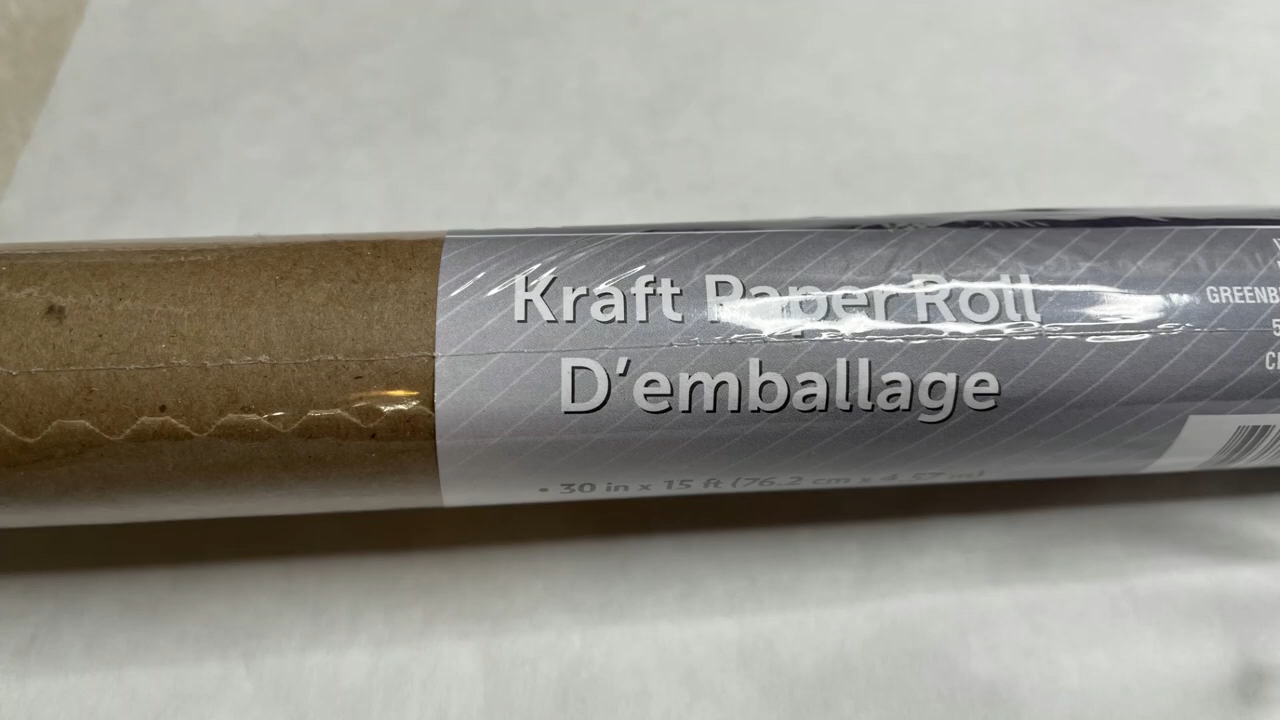 Kraft Paper Roll
D'emballage
• 30 in x 15 ft (76.2 cm x 4.57 m)